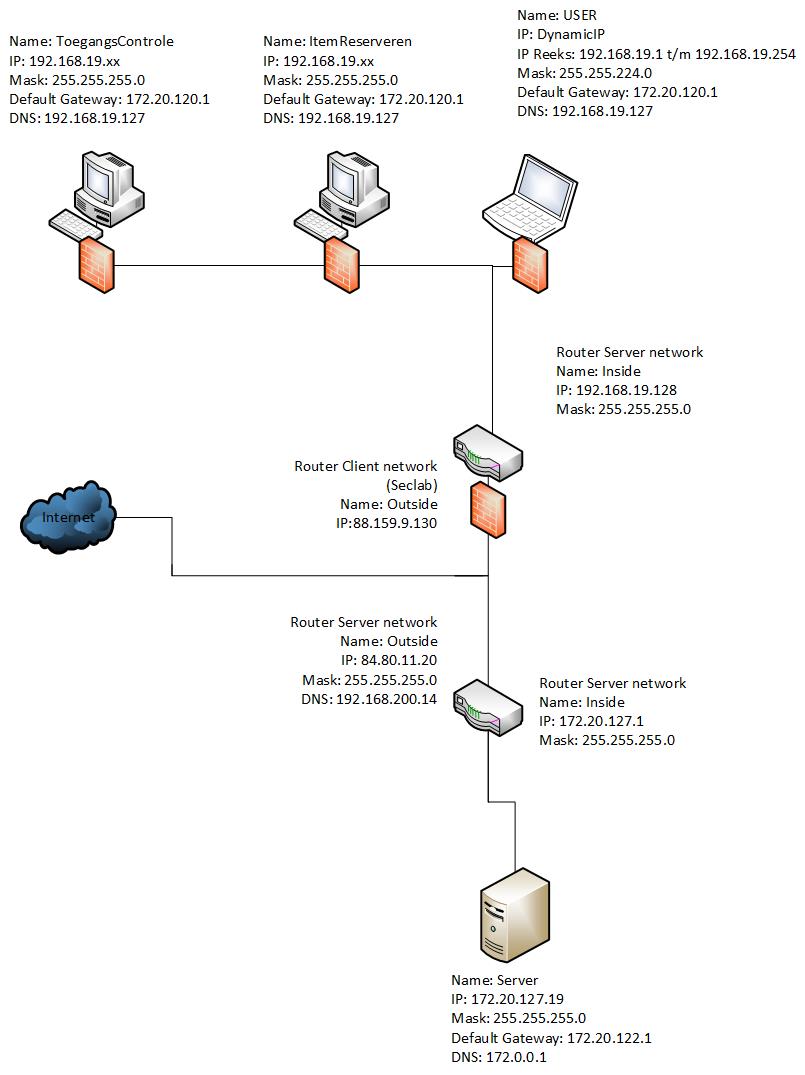 Name: ToegangsControle
IP: 192.168.19.xx
Mask: 255.255.255.0
Default Gateway: 172.20.120.1
DNS: 192.168.19.127
Name: ItemReserveren
IP: 192.168.19.xx
Mask: 255.255.255.0
Default Gateway: 172.20.120.1
DNS: 192.168.19.127
Name: USER
IP: DynamicIP
IP Reeks: 192.168.19.1 t/m 192.168.19.254
Mask: 255.255.224.0
Default Gateway: 172.20.120.1
DNS: 192.168.19.127
Router Server network
Name: Inside
IP: 192.168.19.128
Mask: 255.255.255.0
Router Client network
(Seclab)
Name: Outside
IP:88.159.9.130
Internet
Router Server network
Name: Outside
IP: 84.80.11.20
Mask: 255.255.255.0
DNS: 192.168.200.14
Router Server network
Name: Inside
IP: 172.20.127.1
Mask: 255.255.255.0
Name: Server
IP: 172.20.127.19
Mask: 255.255.255.0
Default Gateway: 172.20.122.1
DNS: 172.0.0.1